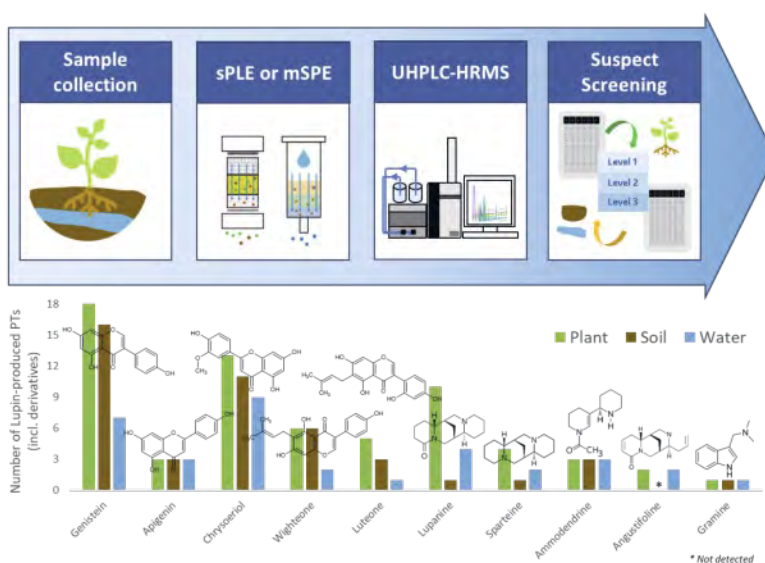 Sample
collection
sPLE or mSPE
UHPLC-HRMS
Suspect
Screening
Level 1
Level 2
Level 3
Number of Lupin-produced PTs
(incl. derivatives)
18
15
12
9
6
3
0
Plant
Soil
Water
Genistein
Apigenin
Chrysoeriol
Wighteone
Luteone
Lupanine
Sparteine
Ammodendrine
Angustifoline
Gramine
*
* Not detected